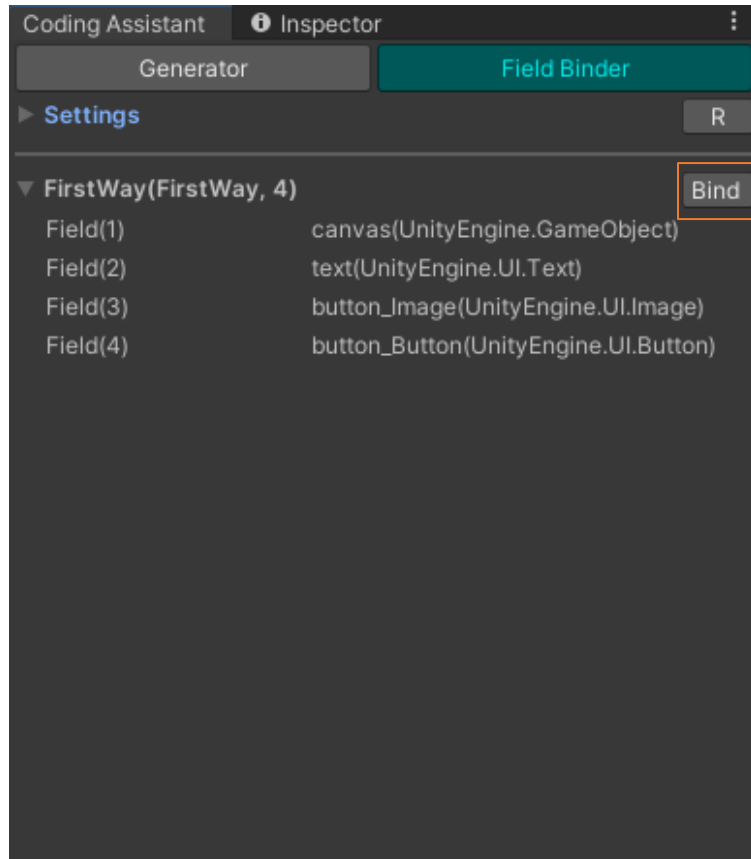 Coding Assistant Inspector
Generator Field Binder
Settings R
FirstWay(FirstWay, 4) Bind
Field(1) canvas(UnityEngine.GameObject)
Field(2) text(UnityEngine.UI.Text)
Field(3) button_Image(UnityEngine.UI.Image)
Field(4) button_Button(UnityEngine.UI.Button)